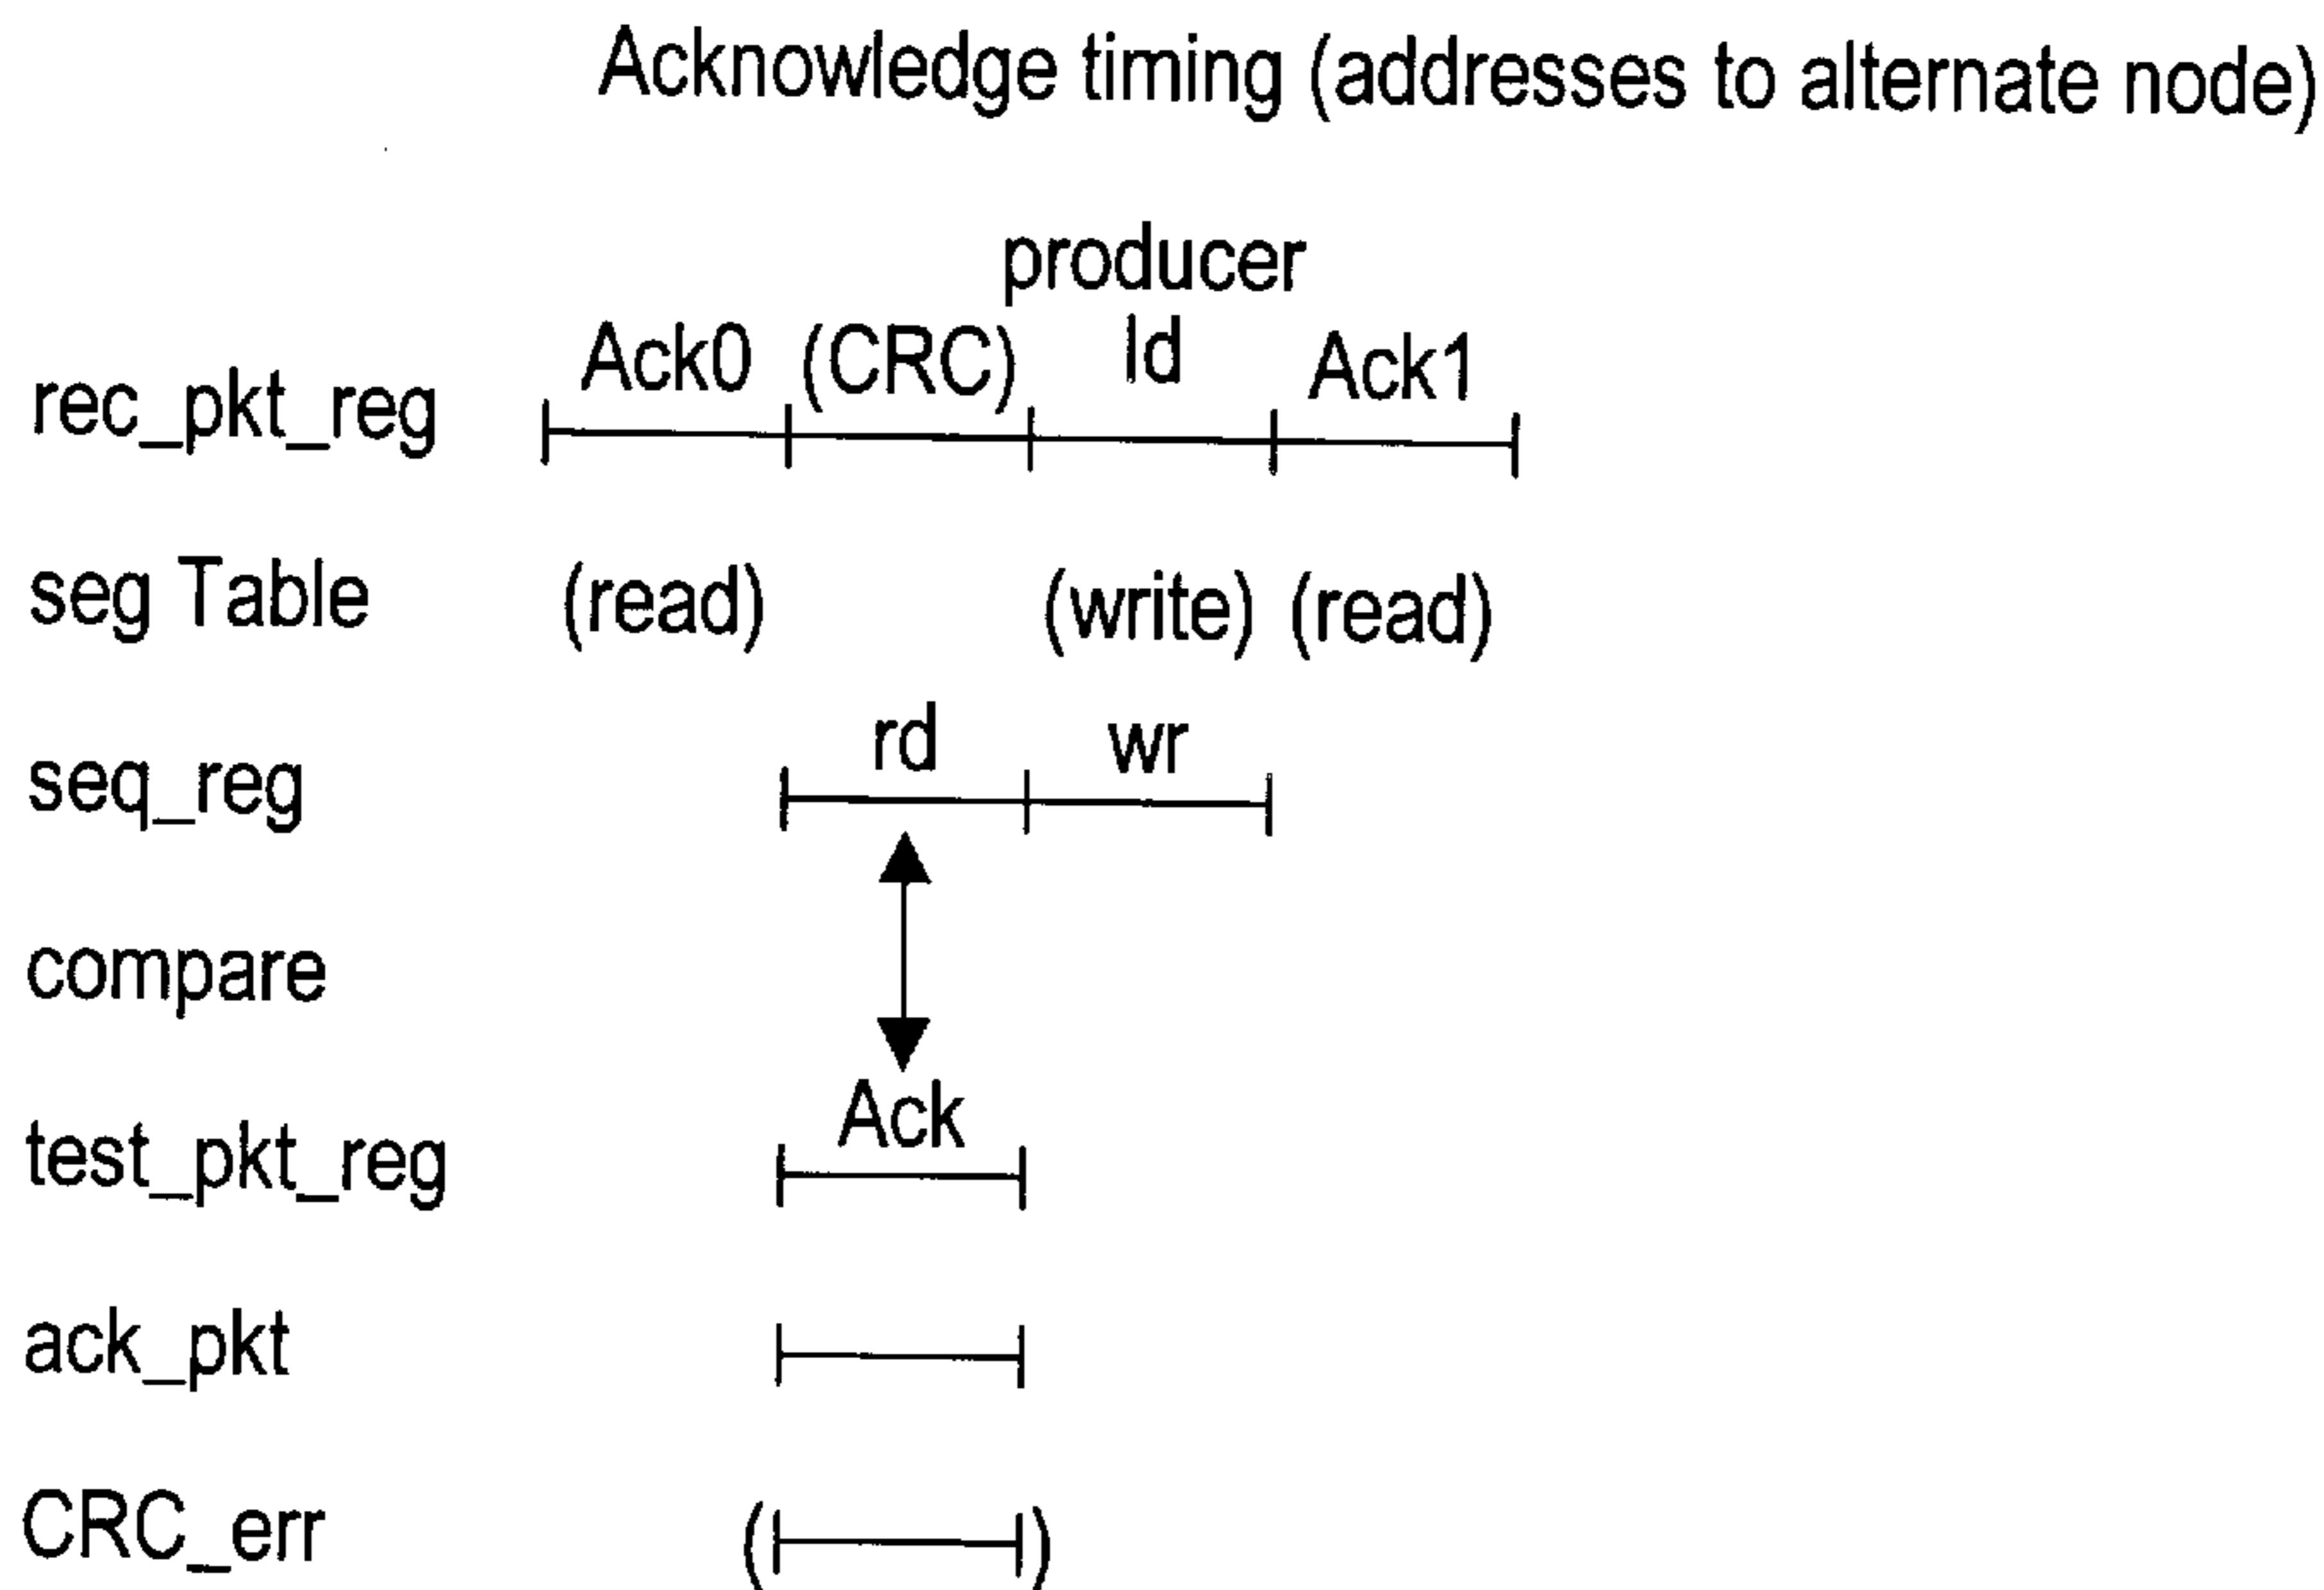 Acknowledge timing (addresses to alternate node)
producer
rec_pkt_reg Ack0 (CRC) Id Ack1
seg Table (read) (write) (read)
seq_reg rd wr
compare
test_pkt_reg Ack
ack_pkt
CRC_err ( )